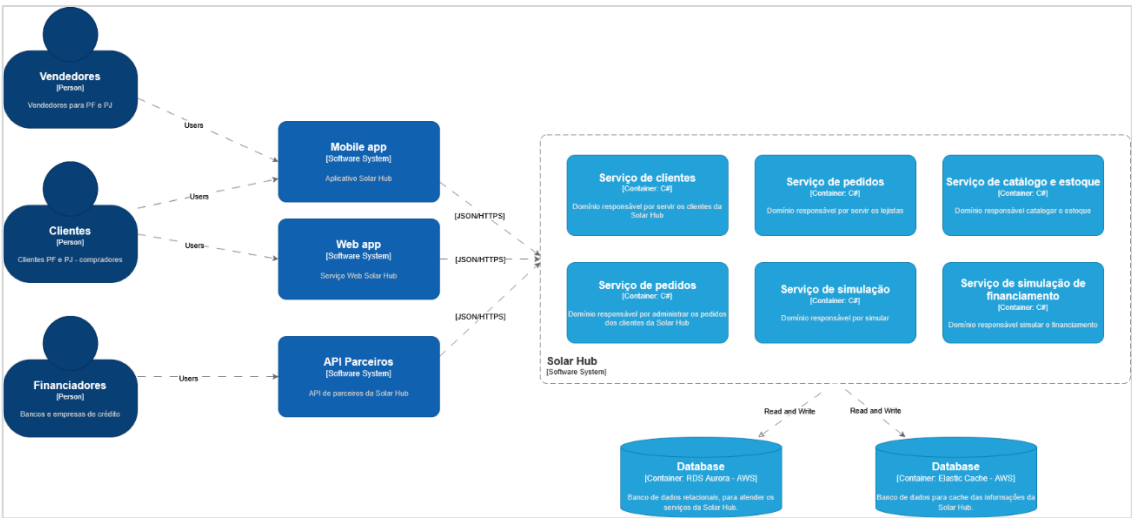 Vendedores
[Person]
Vendedores para PF e PJ
Users
Clientes
[Person]
Clientes PF e PJ - compradores
Users
Users
Financiadores
[Person]
Bancos e empresas de crédito
Users
Mobile app
[Software System]
Aplicativo Solar Hub
Web app
[Software System]
Serviço Web Solar Hub
API Parceiros
[Software System]
API de parceiros da Solar Hub
[JSON/HTTPS]
[JSON/HTTPS]
[JSON/HTTPS]
Serviço de clientes
[Container: C#]
Domínio responsável por servir os clientes da
Solar Hub
Serviço de pedidos
[Container: C#]
Domínio responsável por servir os lojistas
Serviço de catálogo e estoque
[Container: C#]
Domínio responsável catalogar e estoque
Serviço de pedidos
[Container: C#]
Domínio responsável por administrar os pedidos
dos clientes da Solar Hub
Serviço de simulação
[Container: C#]
Domínio responsável por simular
Serviço de simulação de
financiamento
[Container: C#]
Domínio responsável simular o financiamento
Solar Hub
[Software System]
Read and Write
Read and Write
Database
[Container: RDS Aurora - AWS]
Banco de dados relacionais, para atender os
serviços da Solar Hub.
Database
[Container: Elastic Cache - AWS]
Banco de dados para cache das informações da
Solar Hub.